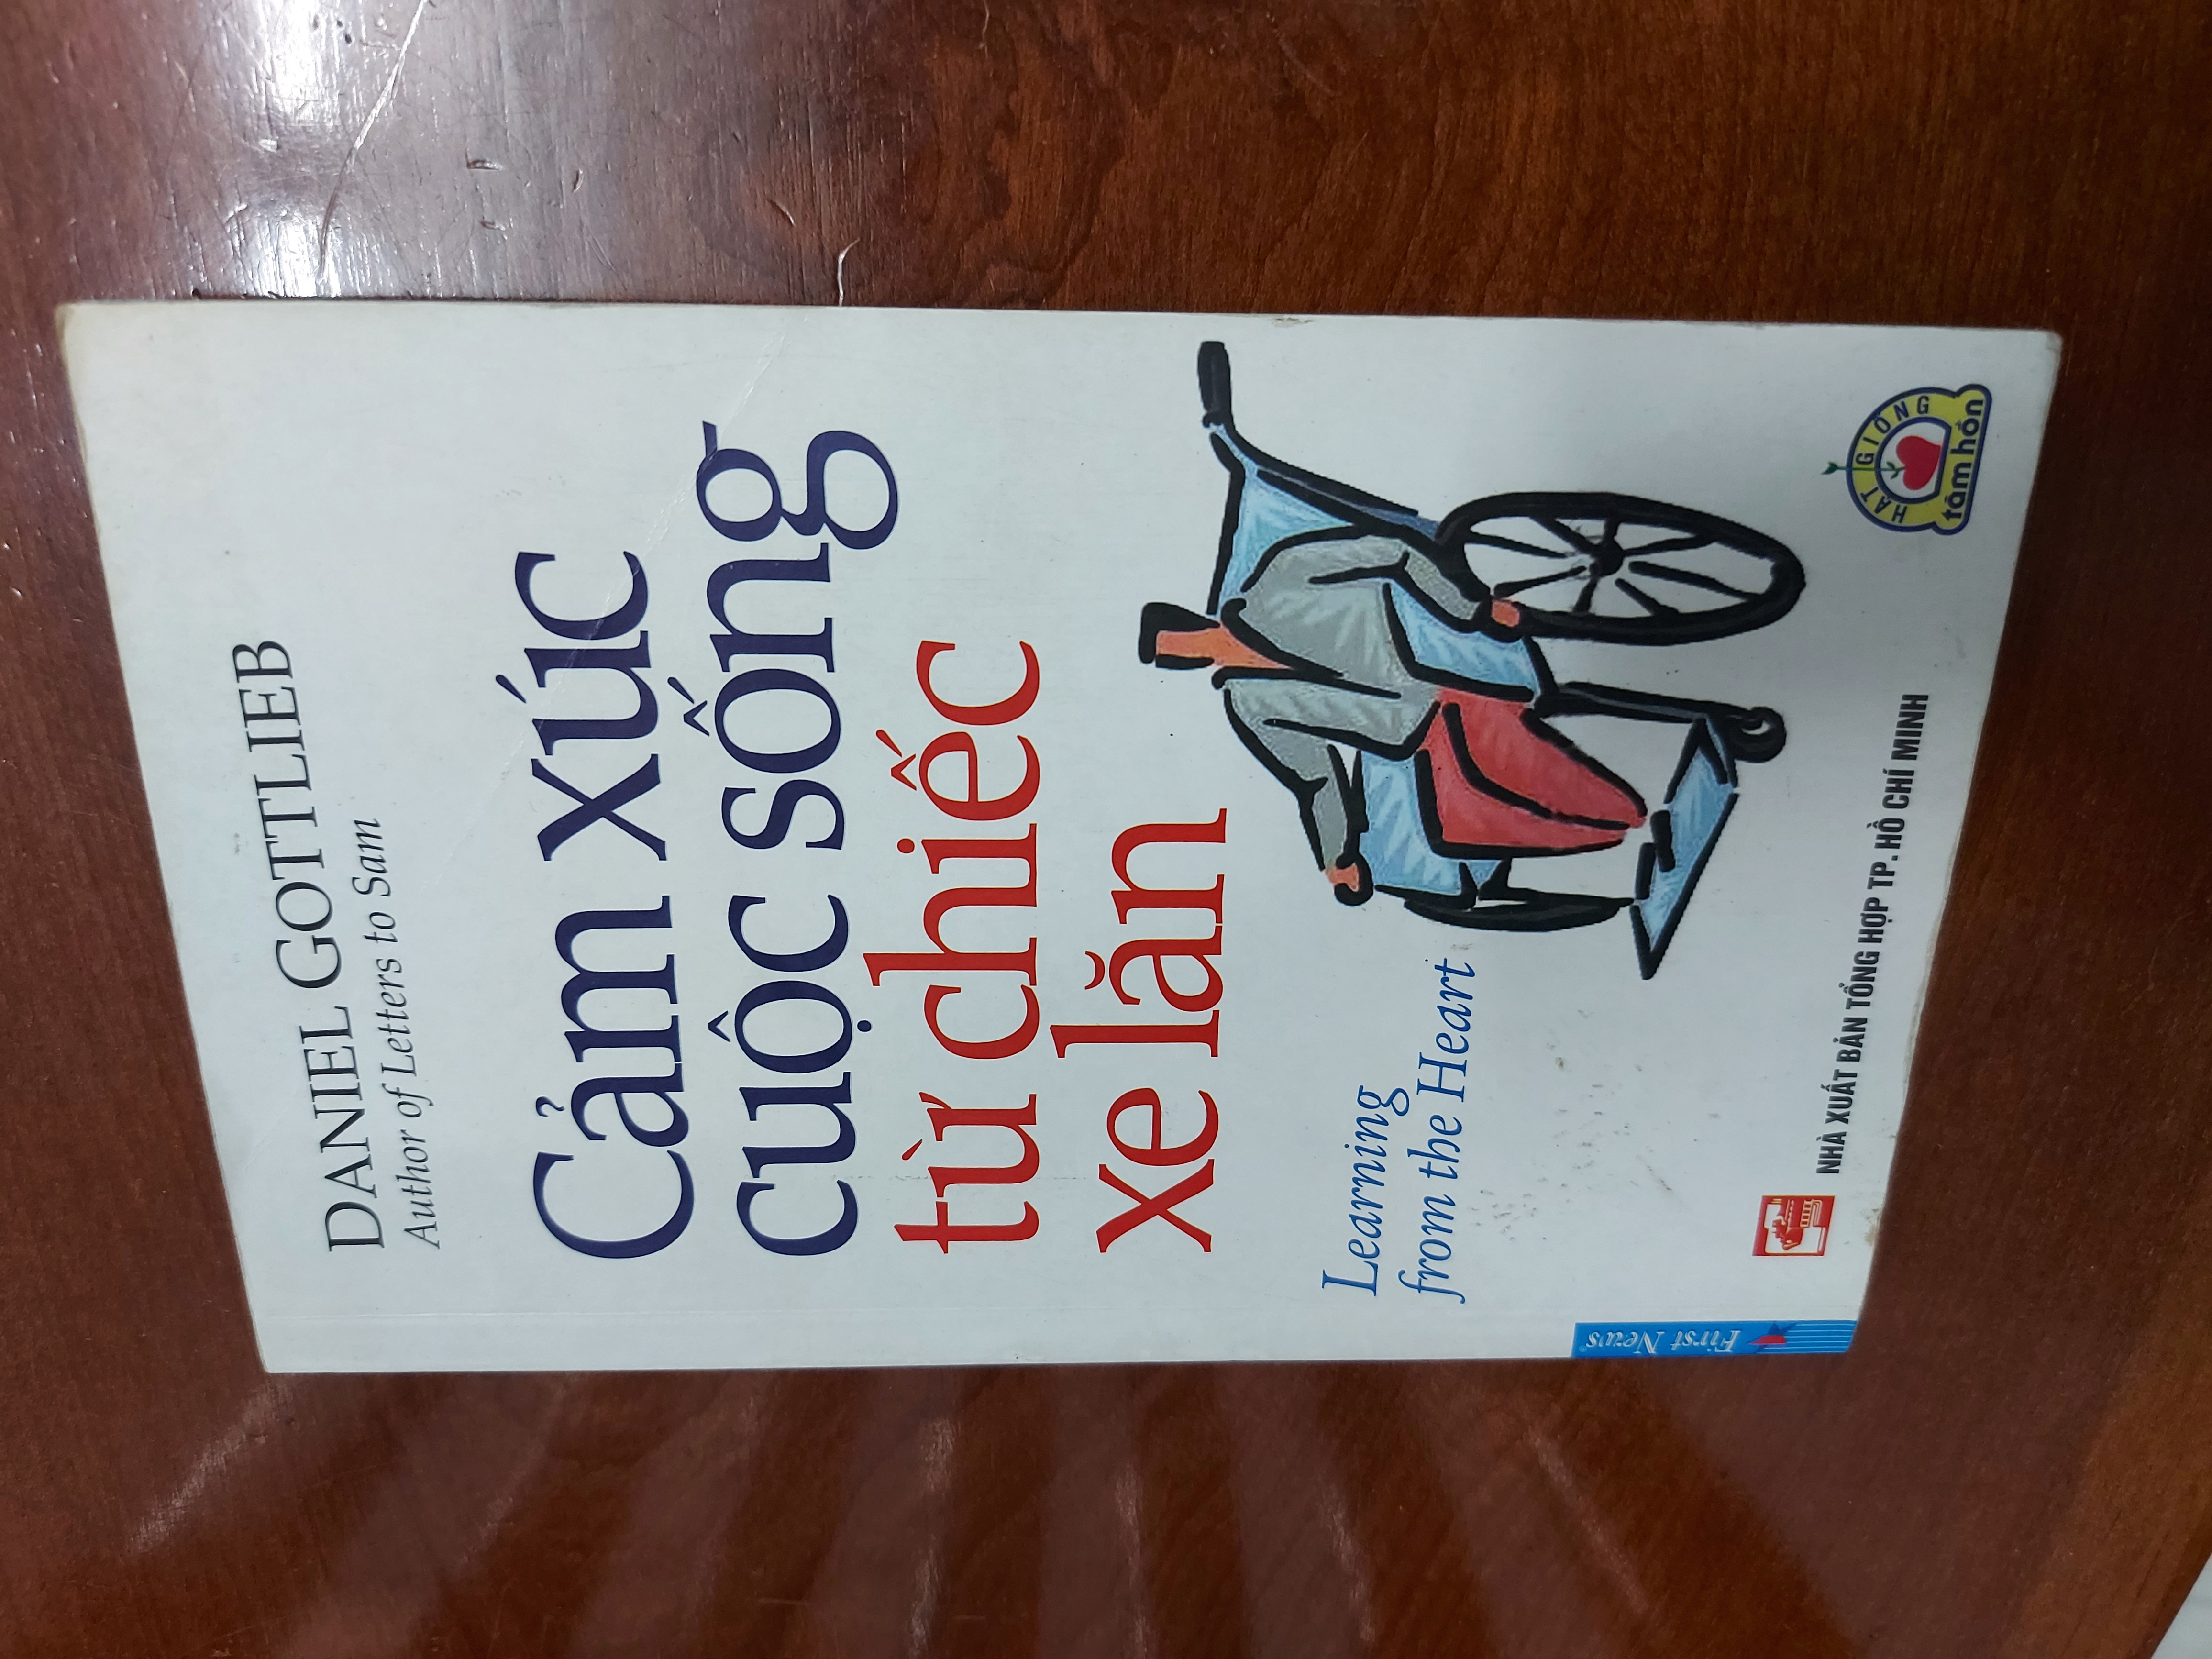 DANIEL GOTTLIEB
Author of Letters to Sam
Cảm xúc
cuộc sống
từ chiếc
xe lăn
Learning
from the Heart
First News
NHÀ XUẤT BẢN TỔNG HỢP TP. HỒ CHÍ MINH
HẠT GIỐNG
tâm hồn